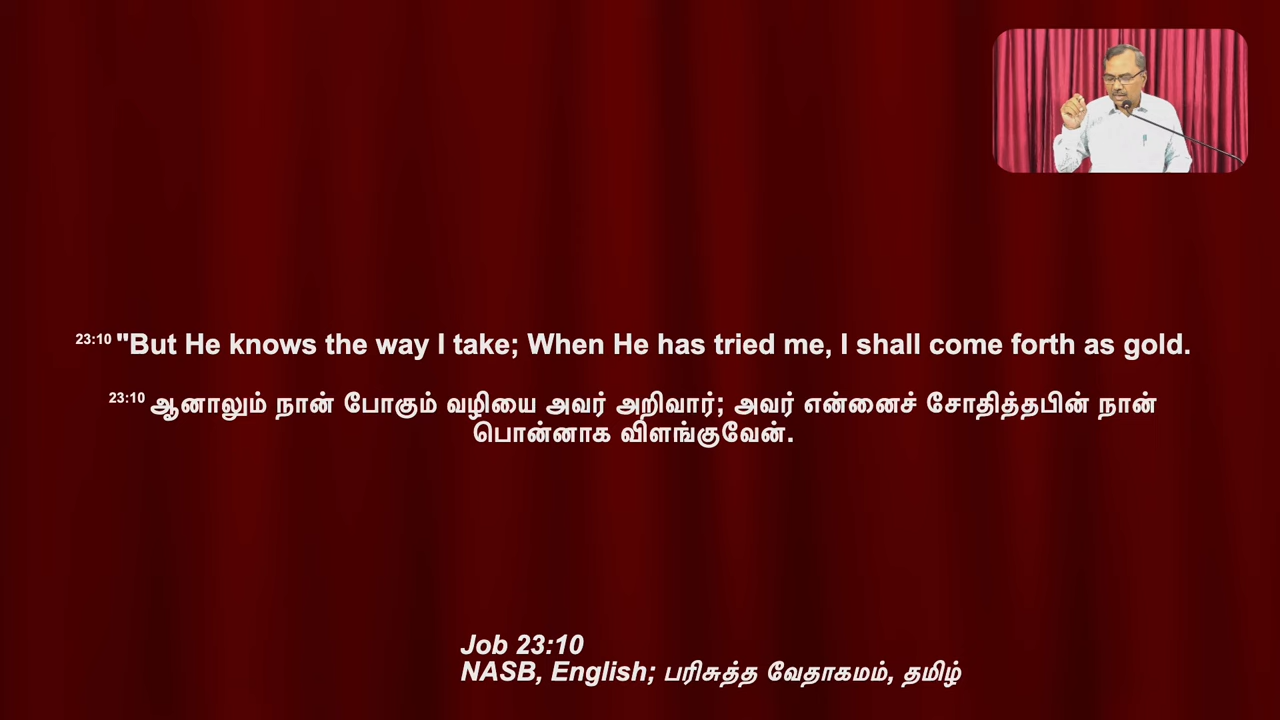 23:10 "But He knows the way I take; When He has tried me, I shall come forth as gold.
23:10 ஆனாலும் நான் போகும் வழியை அவர் அறிவார்; அவர் என்னைச் சோதித்தபின் நான்
பொன்னாக விளங்குவேன்.
Job 23:10
NASB, English; பரிசுத்த வேதாகமம், தமிழ்